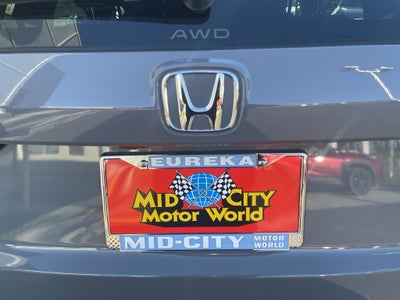 AWD
EUREKA
MID CITY
Motor World
MID-CITY MOTOR
WORLD